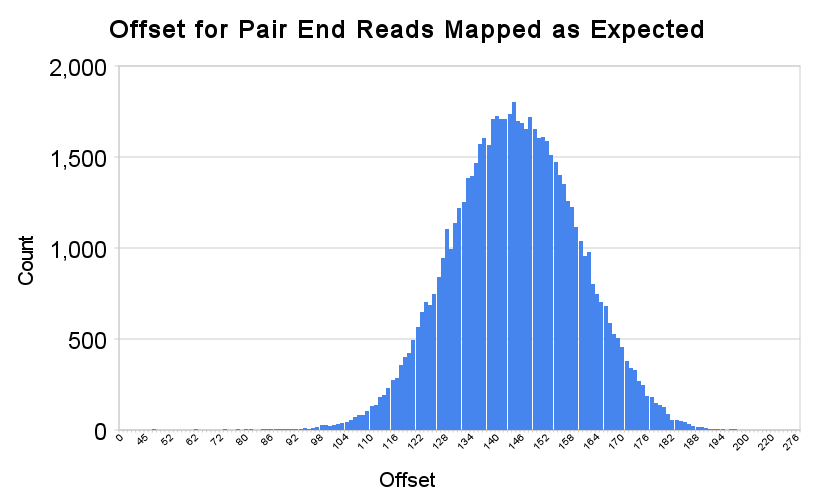 Offset for Pair End Reads Mapped as Expected
2,000
1,500
1,000
500
0
Count
0 45 52 62 72 80 86 92 98 104 110 116 122 128 134 140 146 152 158 164 170 176 182 188 194 200 220 276
Offset